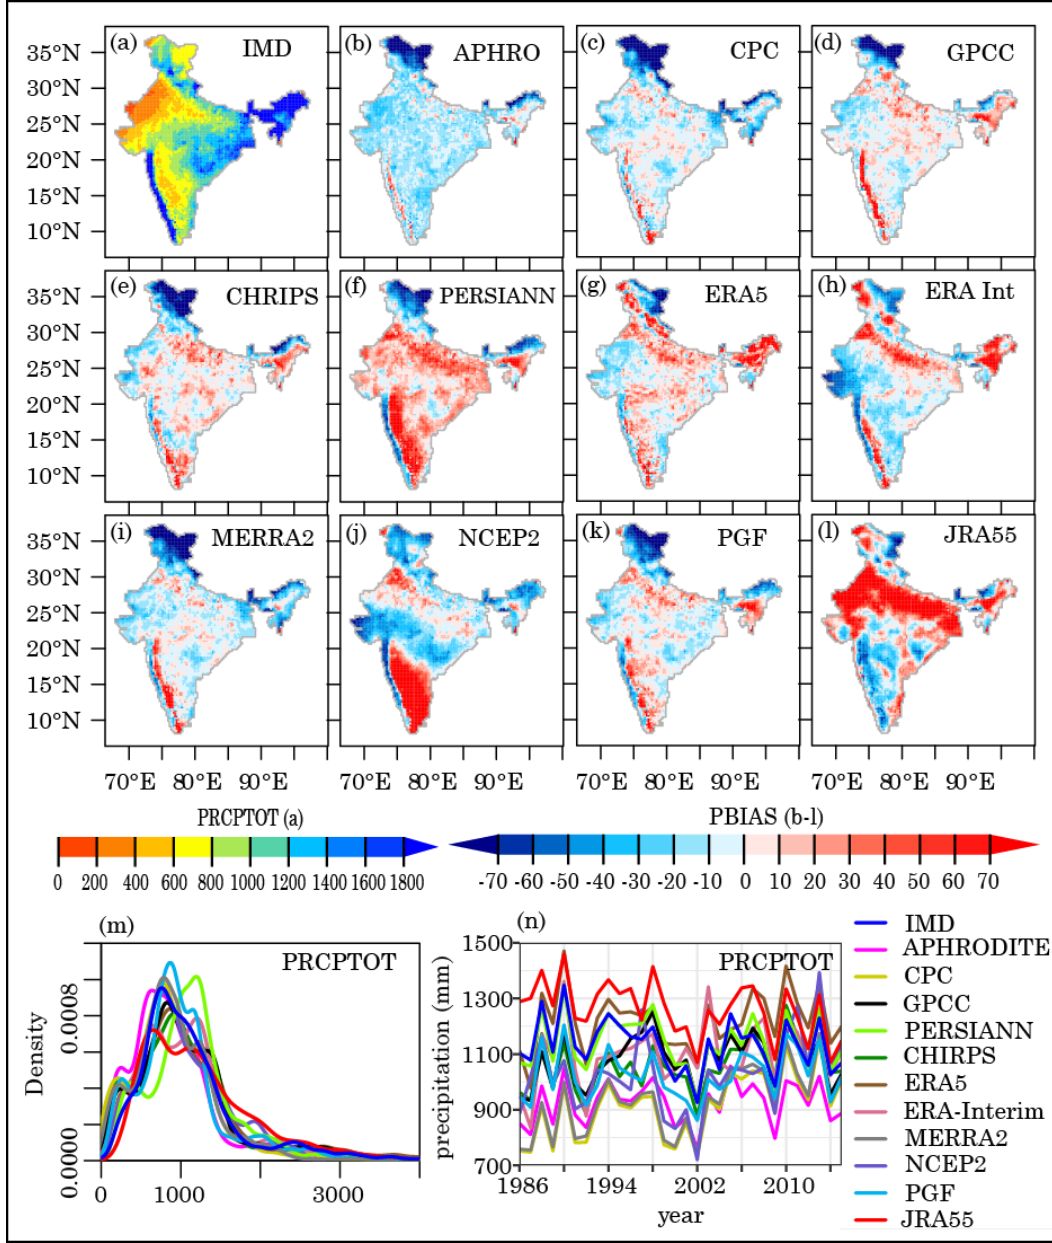 (a) IMD
(b) APHRO
(c) CPC
(d) GPCC
35°N
30°N
25°N
20°N
15°N
10°N
(e) CHRIPS
(f) PERSIANN
(g) ERA5
(h) ERA Int
35°N
30°N
25°N
20°N
15°N
10°N
(i) MERRA2
(j) NCEP2
(k) PGF
(l) JRA55
35°N
30°N
25°N
20°N
15°N
10°N
70°E 80°E 90°E 70°E 80°E 90°E 70°E 80°E 90°E 70°E 80°E 90°E
PRCPTOT (a)
0 200 400 600 800 1000 1200 1400 1600 1800
PBIAS (b-l)
-70 -60 -50 -40 -30 -20 -10 0 10 20 30 40 50 60 70
(m)
PRCPTOT
Density
0.0008
0.0000
0 1000 3000
(n)
PRCPTOT
precipitation (mm)
1500
1300
1100
900
700
1986 1994 2002 2010
year
IMD
APHRODITE
CPC
GPCC
PERSIANN
CHIRPS
ERA5
ERA-Interim
MERRA2
NCEP2
PGF
JRA55